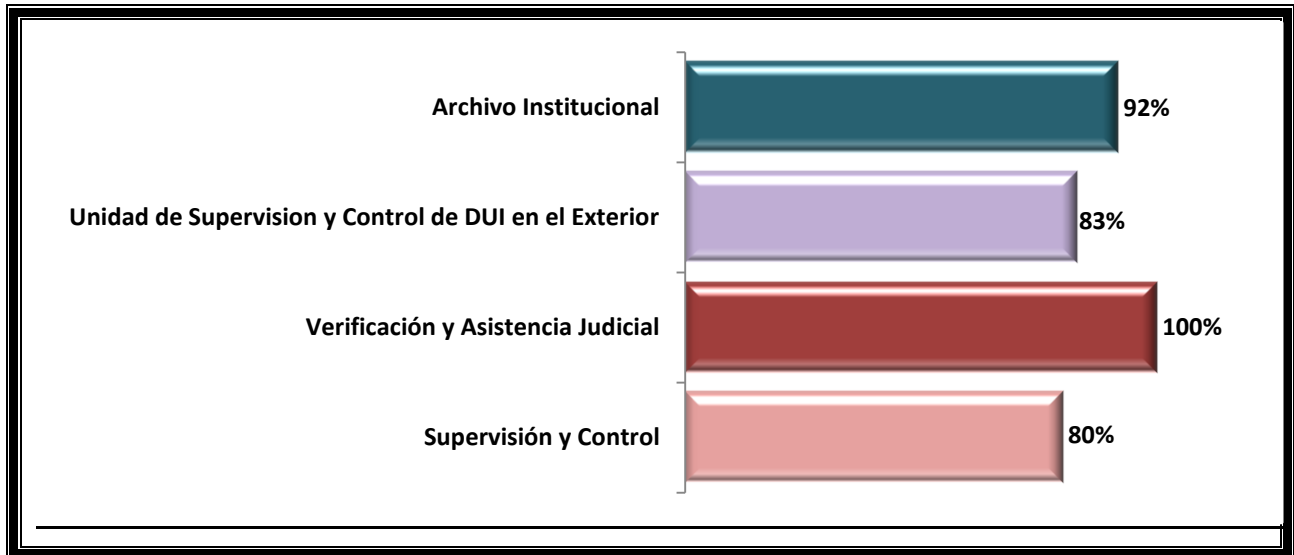 Archivo Institucional 92%
Unidad de Supervision y Control de DUI en el Exterior 83%
Verificación y Asistencia Judicial 100%
Supervisión y Control 80%